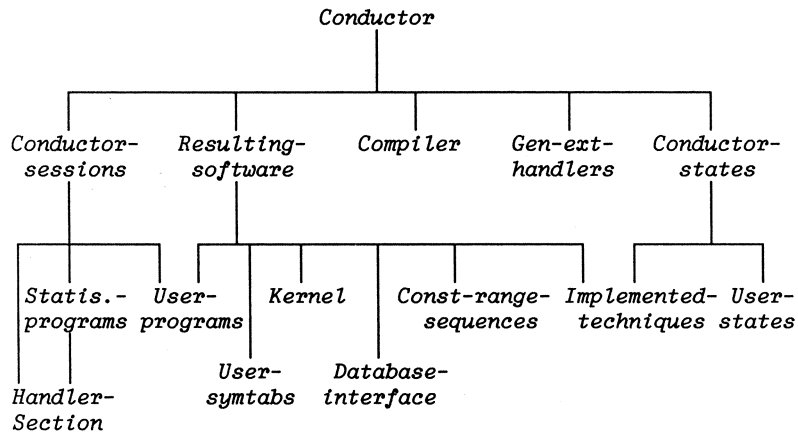 Conductor
Conductor- Resulting- Compiler Gen-ext- Conductor-
sessions software handlers states
Statis.- User- Kernel Const-range- Implemented- User-
programs programs sequences techniques states
User- Database-
symtabs interface
Handler-
Section